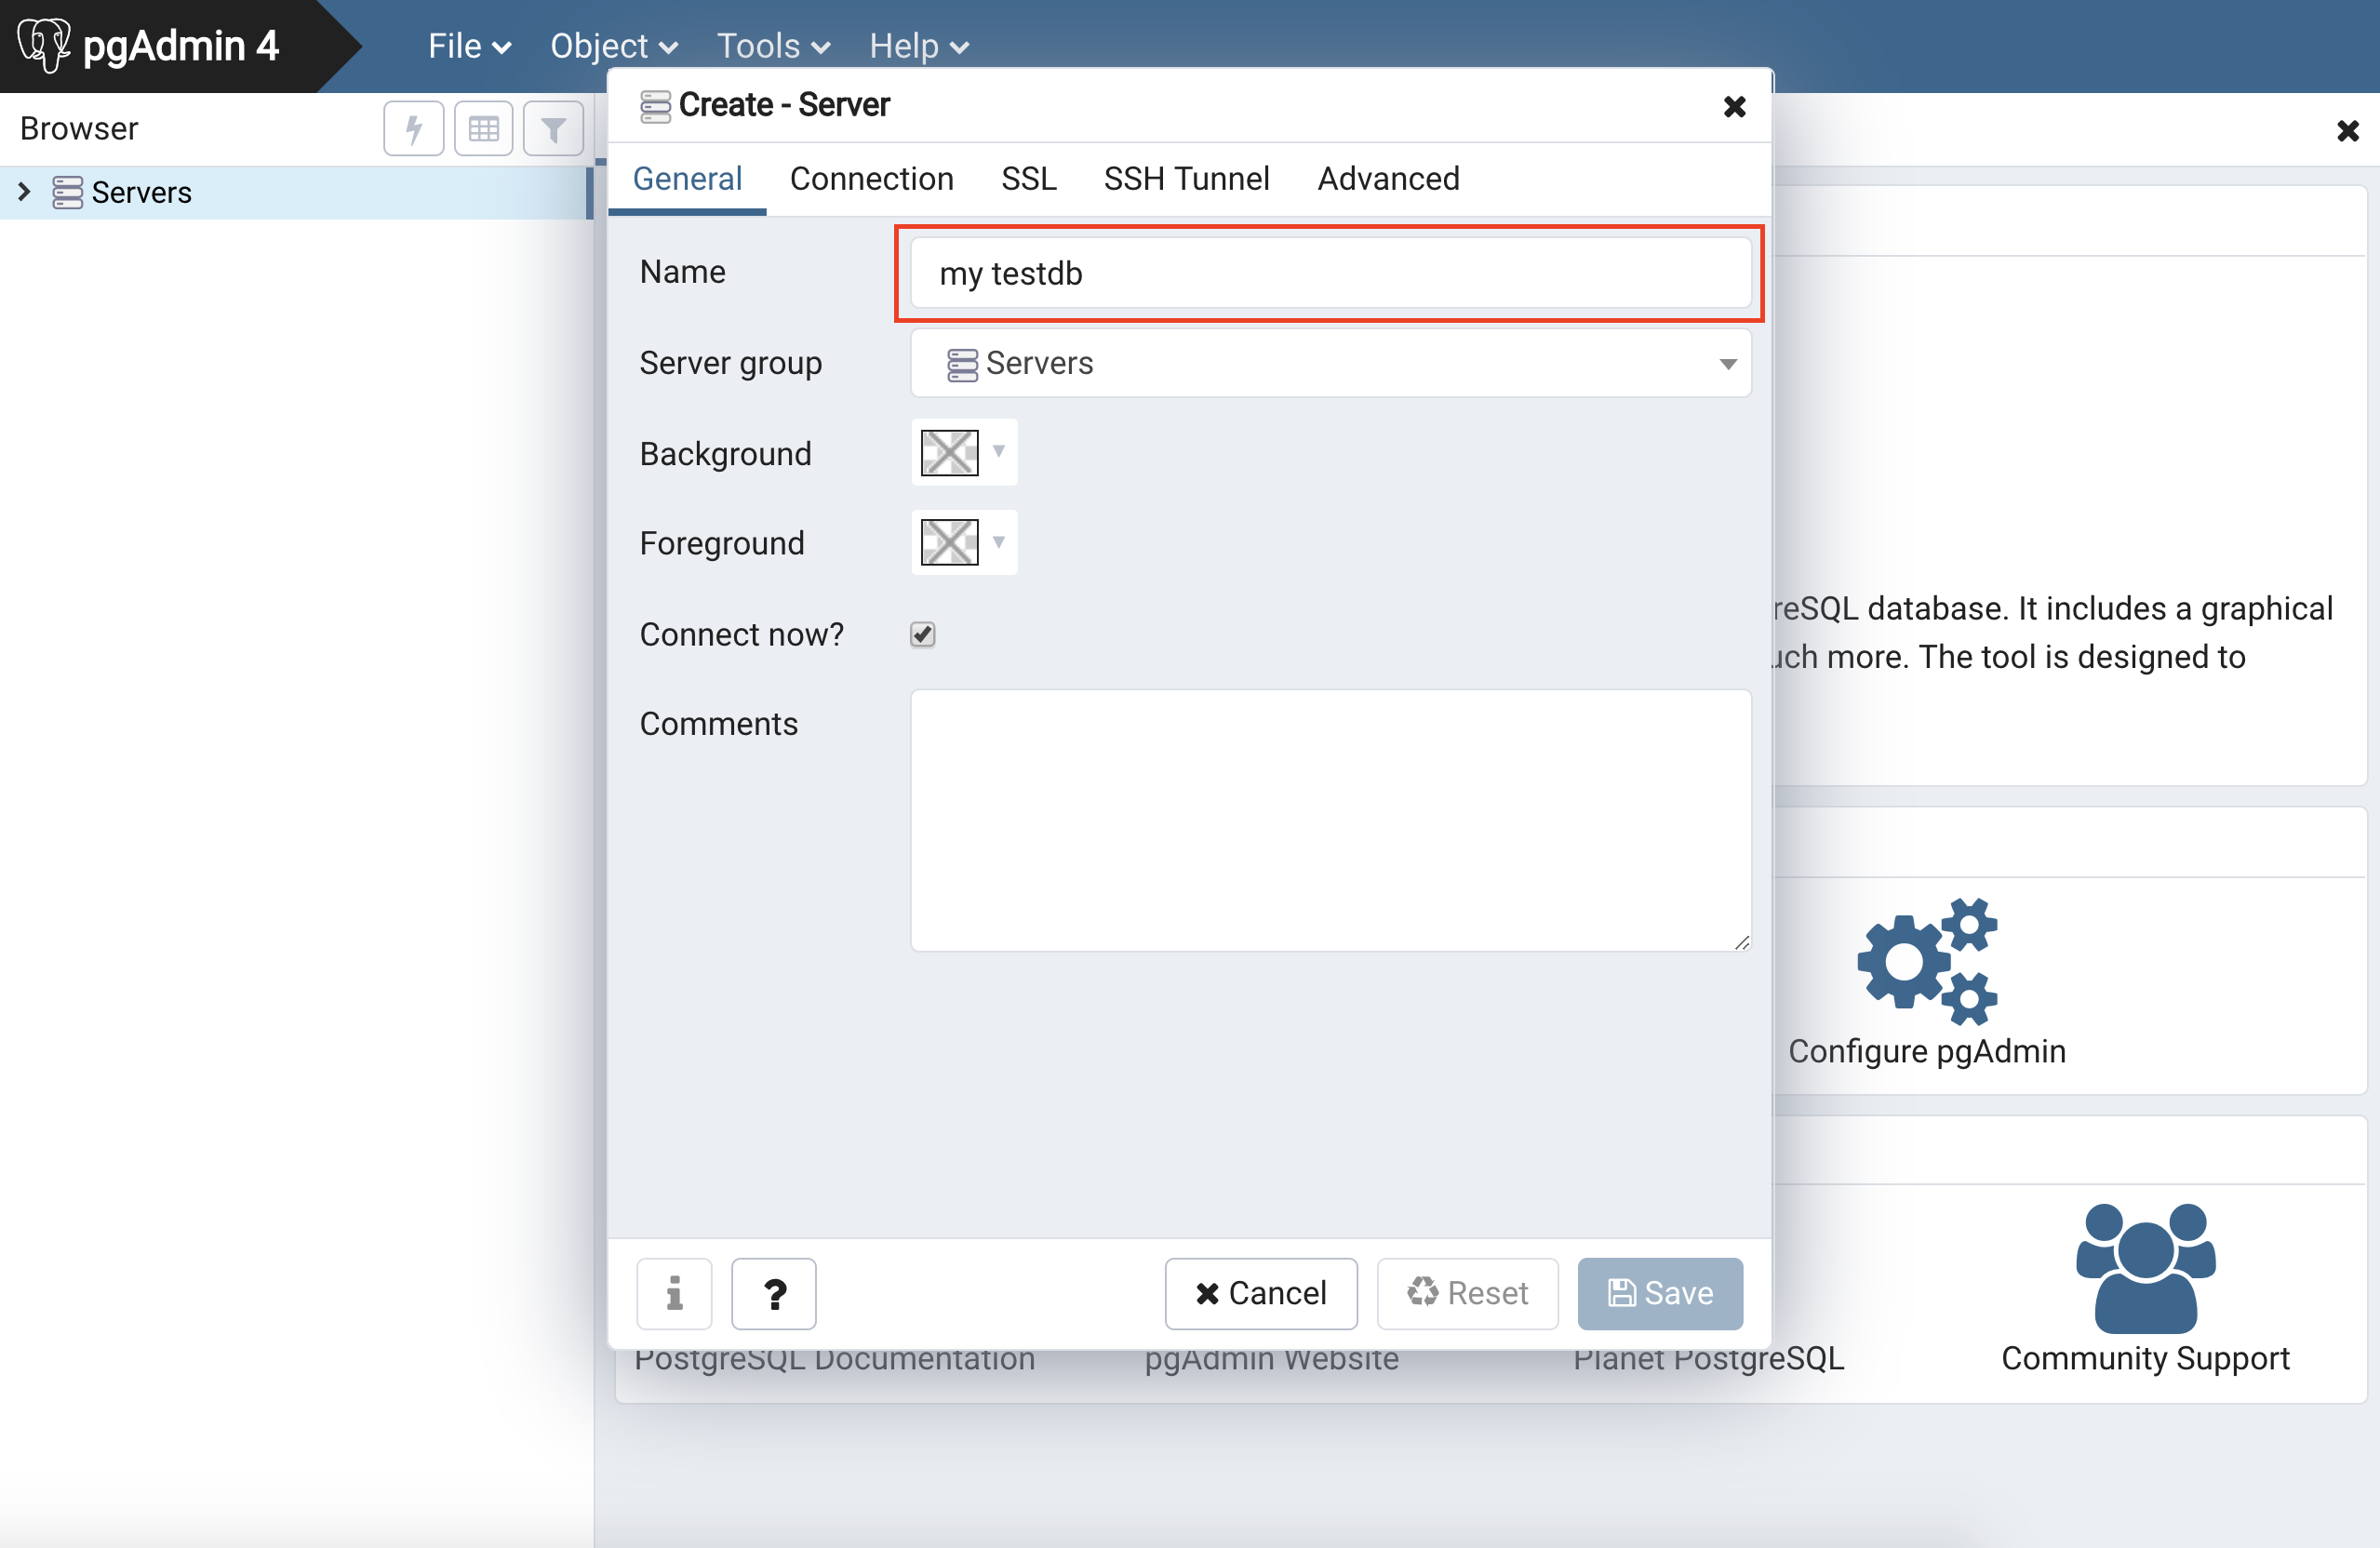 pgAdmin 4
File Object Tools Help
Browser
Servers
Create - Server
General Connection SSL SSH Tunnel Advanced
Name my testdb
Server group Servers
Background
Foreground
Connect now?
Comments
reSQL database. It includes a graphical
uch more. The tool is designed to
Configure pgAdmin
? Cancel Reset Save
PostgreSQL Documentation pgAdmin Website Planet PostgreSQL Community Support